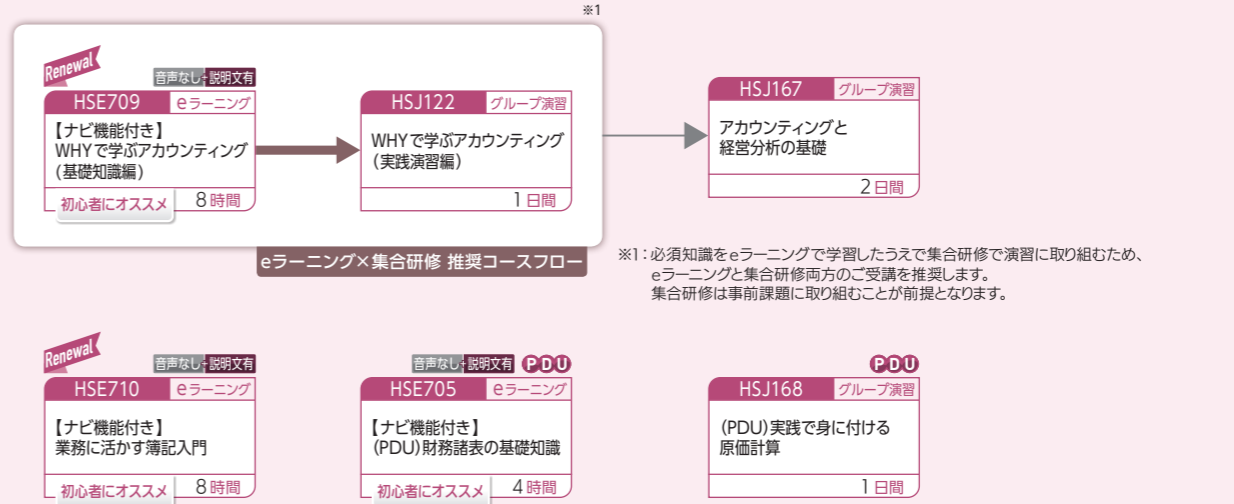 ※1
Renewal
音声なし+説明文有
HSE709 eラーニング
【ナビ機能付き】
WHYで学ぶアカウンティング
(基礎知識編)
初心者にオススメ 8時間
HSJ122 グループ演習
WHYで学ぶアカウンティング
(実践演習編)
1日間
HSJ167 グループ演習
アカウンティングと
経営分析の基礎
2日間
eラーニング×集合研修 推奨コースフロー
※1:必須知識をeラーニングで学習したうえで集合研修で演習に取り組むため、
eラーニングと集合研修両方のご受講を推奨します。
集合研修は事前課題に取り組むことが前提となります。
Renewal
音声なし+説明文有
HSE710 eラーニング
【ナビ機能付き】
業務に活かす簿記入門
初心者にオススメ 8時間
音声なし+説明文有 PDU
HSE705 eラーニング
【ナビ機能付き】
(PDU)財務諸表の基礎知識
初心者にオススメ 4時間
PDU
HSJ168 グループ演習
(PDU)実践で身に付ける
原価計算
1日間